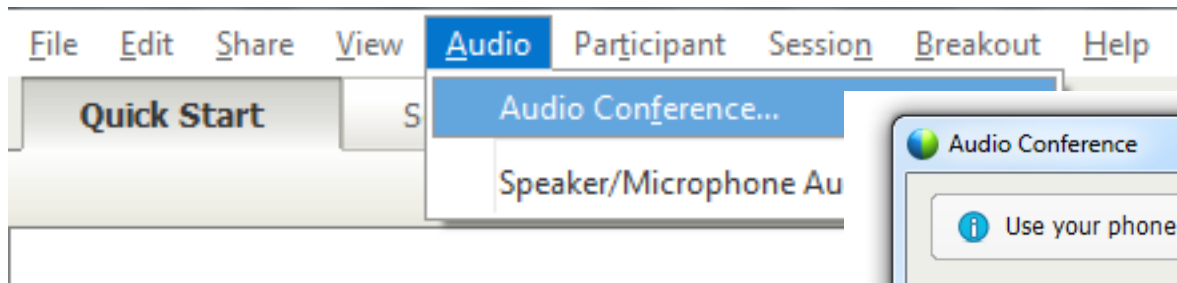 File Edit Share View Audio Participant Session Breakout Help
Quick Start S
Audio Conference...
Audio Conference
Speaker/Microphone Au
Use your phone